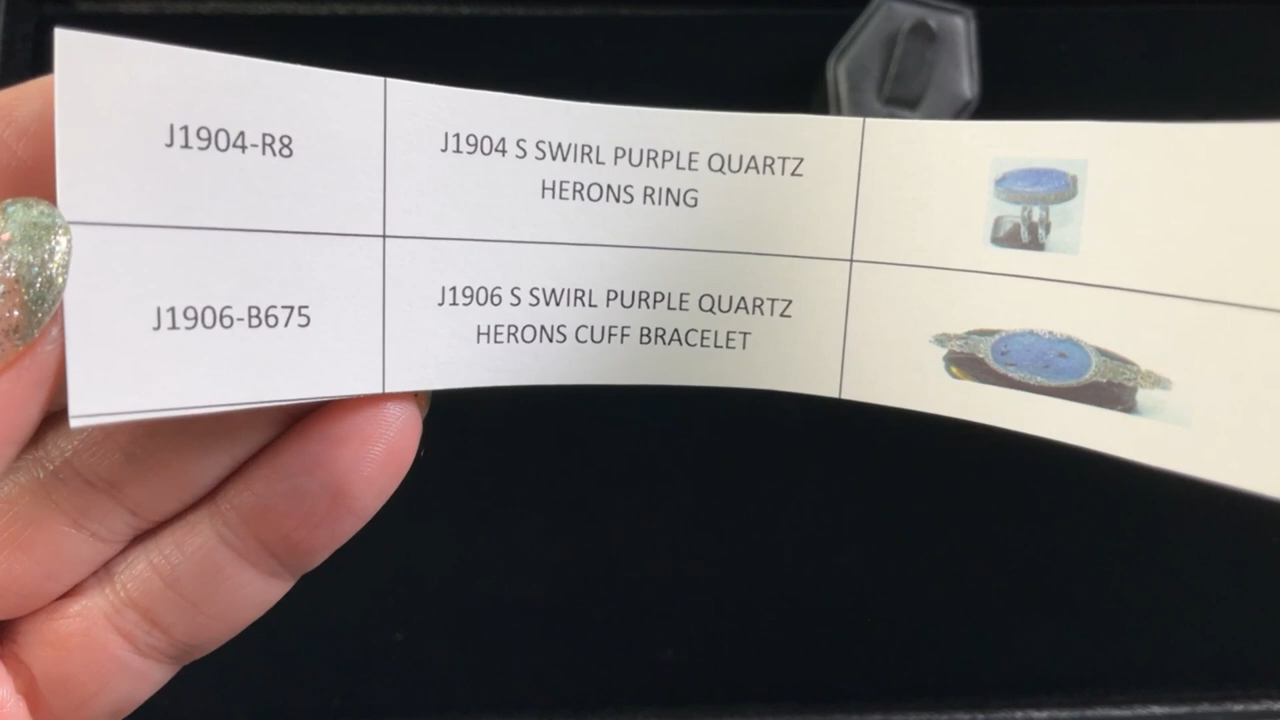 J1904-R8
J1904 S SWIRL PURPLE QUARTZ
HERONS RING
J1906-B675
J1906 S SWIRL PURPLE QUARTZ
HERONS CUFF BRACELET